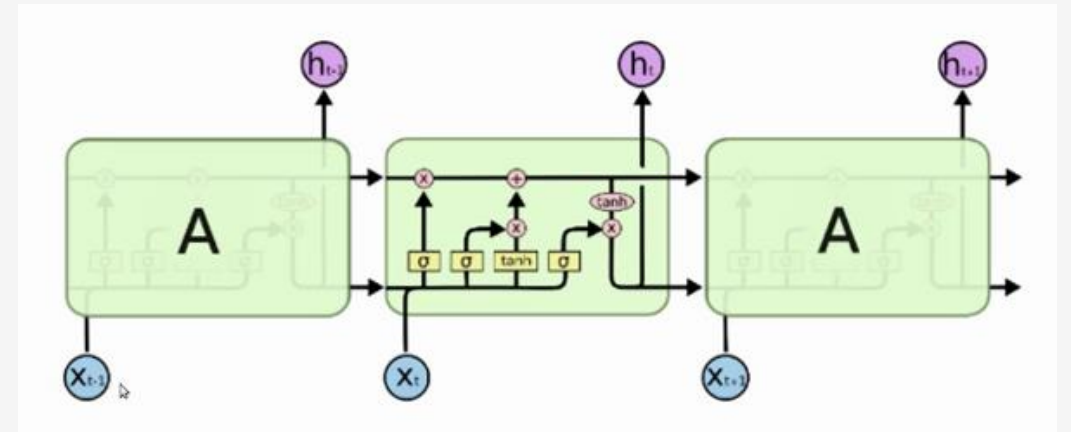 ht-1 ht ht+1
x + tanh
A x x A
σ σ tanh σ
Xt-1 Xt Xt+1